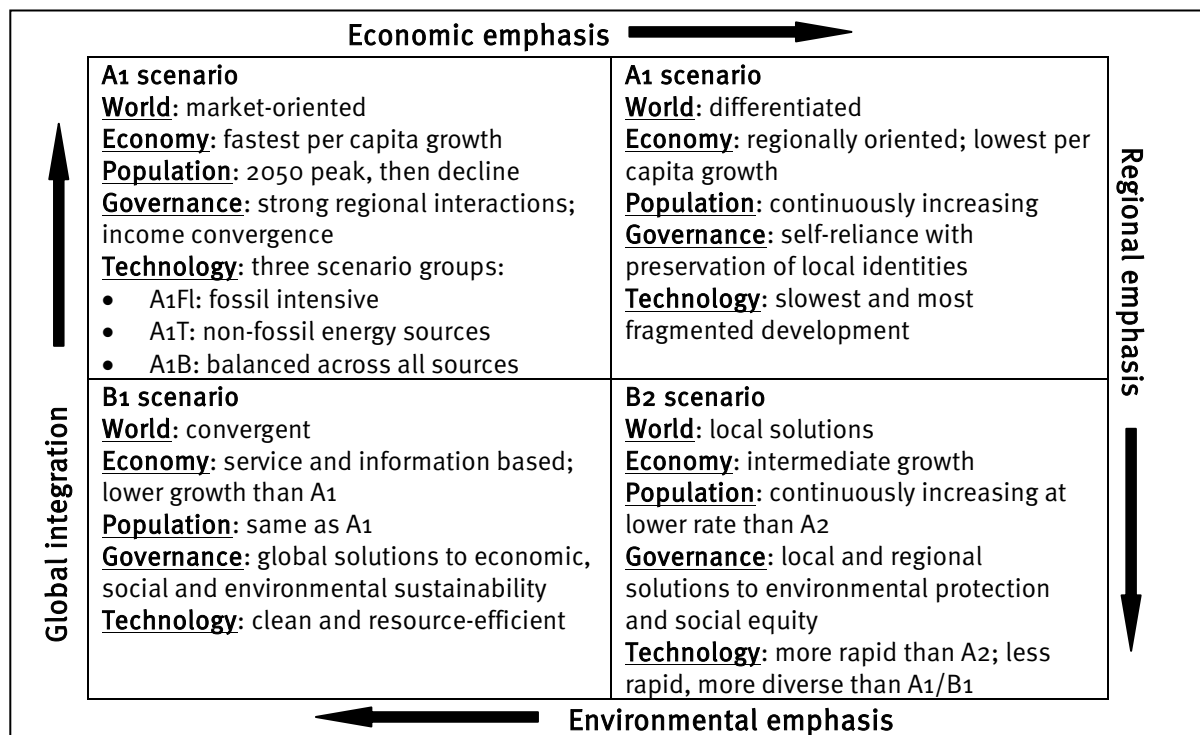 Economic emphasis
A1 scenario
World: market-oriented
Economy: fastest per capita growth
Population: 2050 peak, then decline
Governance: strong regional interactions;
income convergence
Technology: three scenario groups:
• A1Fl: fossil intensive
• A1T: non-fossil energy sources
• A1B: balanced across all sources
A1 scenario
World: differentiated
Economy: regionally oriented; lowest per
capita growth
Population: continuously increasing
Governance: self-reliance with
preservation of local identities
Technology: slowest and most
fragmented development
B1 scenario
World: convergent
Economy: service and information based;
lower growth than A1
Population: same as A1
Governance: global solutions to economic,
social and environmental sustainability
Technology: clean and resource-efficient
B2 scenario
World: local solutions
Economy: intermediate growth
Population: continuously increasing at
lower rate than A2
Governance: local and regional
solutions to environmental protection
and social equity
Technology: more rapid than A2; less
rapid, more diverse than A1/B1
Global integration
Regional emphasis
Environmental emphasis